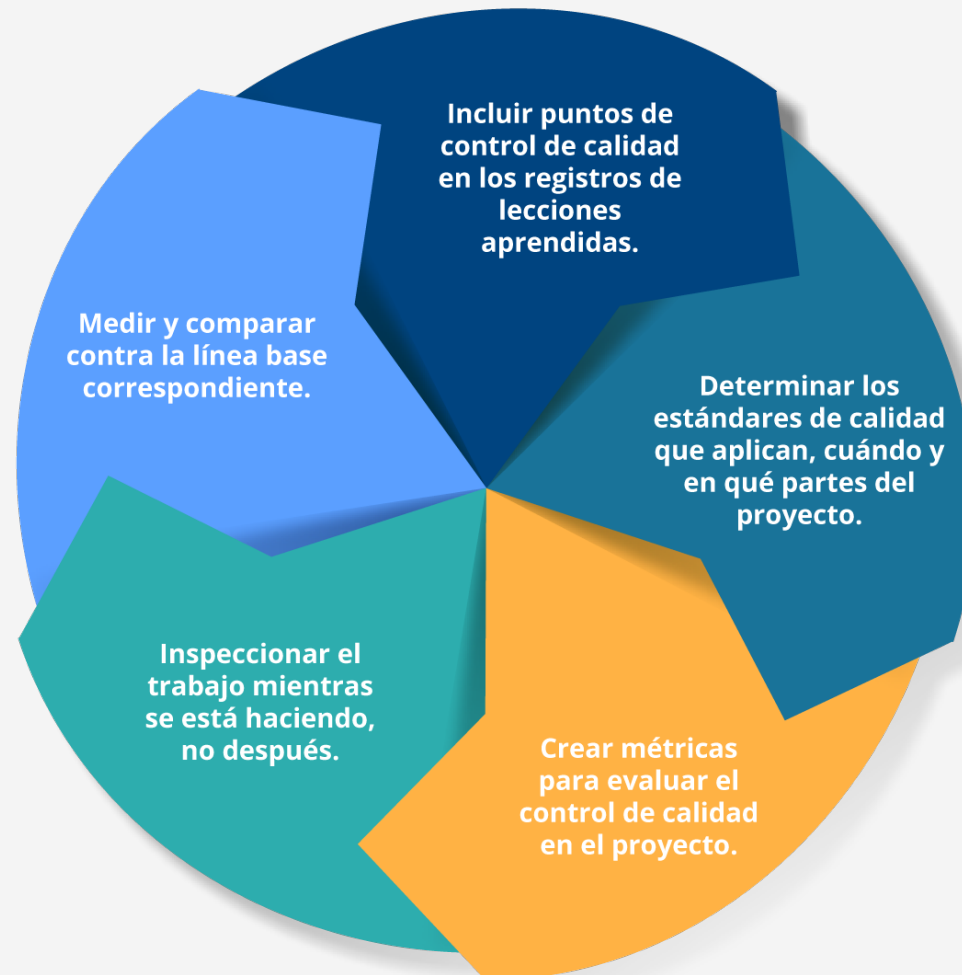 Incluir puntos de
control de calidad
en los registros de
lecciones
aprendidas.
Determinar los
estándares de calidad
que aplican, cuándo y
en qué partes del
proyecto.
Crear métricas
para evaluar el
control de calidad
en el proyecto.
Inspeccionar el
trabajo mientras
se está haciendo,
no después.
Medir y comparar
contra la línea base
correspondiente.